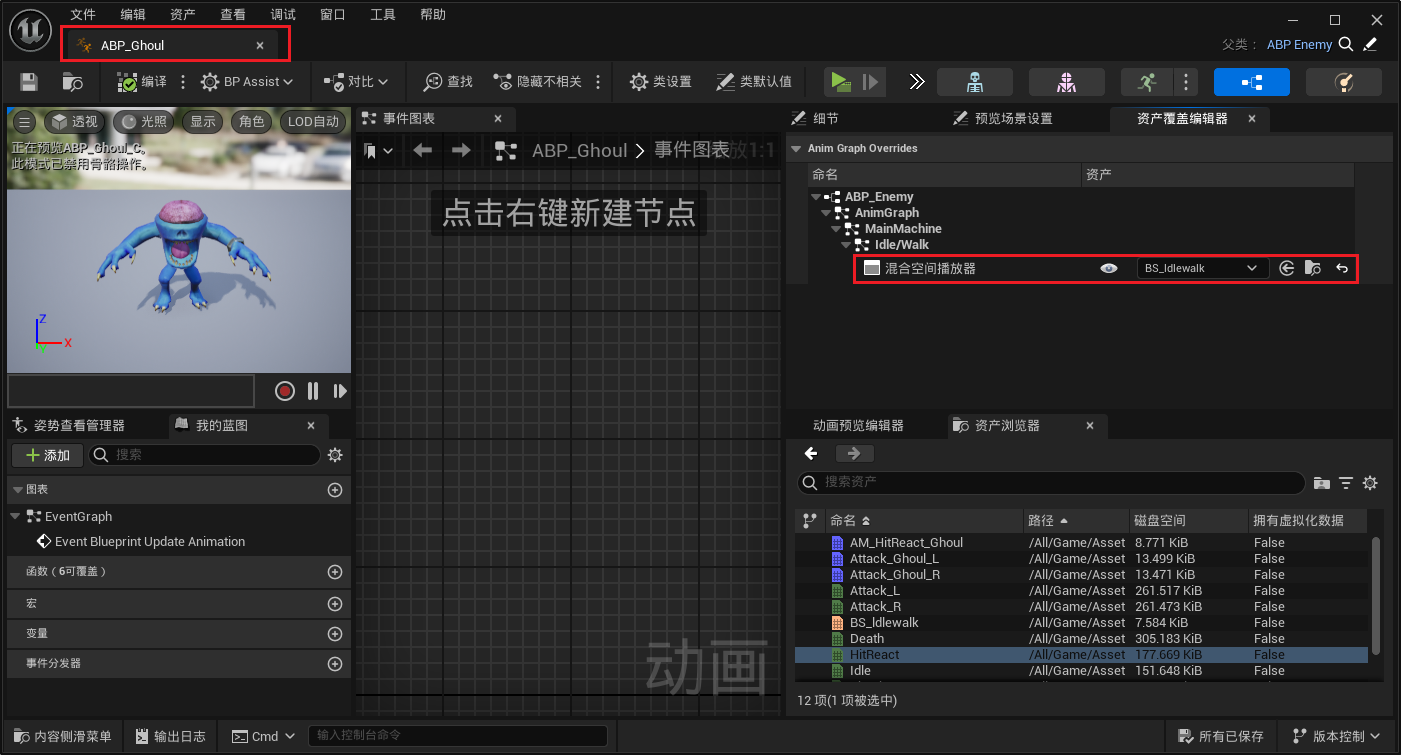 文件 编辑 资产 查看 调试 窗口 工具 帮助
ABP_Ghoul
父类： ABP Enemy
编译 BP Assist 对比 查找 隐藏不相关 类设置 类默认值
透视 光照 显示 角色 LOD自动
正在预览ABP_Ghoul_C。
此模式已禁用骨骼操作。
Z
X
事件图表
ABP_Ghoul 事件图表 放1:1
点击右键新建节点
动画
细节 预览场景设置 资产覆盖编辑器
Anim Graph Overrides
命名 资产
ABP_Enemy
AnimGraph
MainMachine
Idle/Walk
混合空间播放器 BS_ldlewalk
姿势查看管理器 我的蓝图
添加 搜索
图表
EventGraph
Event Blueprint Update Animation
函数（6可覆盖）
宏
变量
事件分发器
动画预览编辑器 资产浏览器
搜索资产
命名 路径 磁盘空间 拥有虚拟化数据
AM_HitReact_Ghoul /All/Game/Asset 8.771 KiB False
Attack_Ghoul_L /All/Game/Asset 13.499 KiB False
Attack_Ghoul_R /All/Game/Asset 13.471 KiB False
Attack_L /All/Game/Asset 261.517 KiB False
Attack_R /All/Game/Asset 261.473 KiB False
BS_ldlewalk /All/Game/Asset 7.584 KiB False
Death /All/Game/Asset 305.183 KiB False
HitReact /All/Game/Asset 177.669 KiB False
Idle /All/Game/Asset 151.648 KiB False
12 项(1 项被选中)
内容侧滑菜单 输出日志 Cmd 输入控制台命令 所有已保存 版本控制